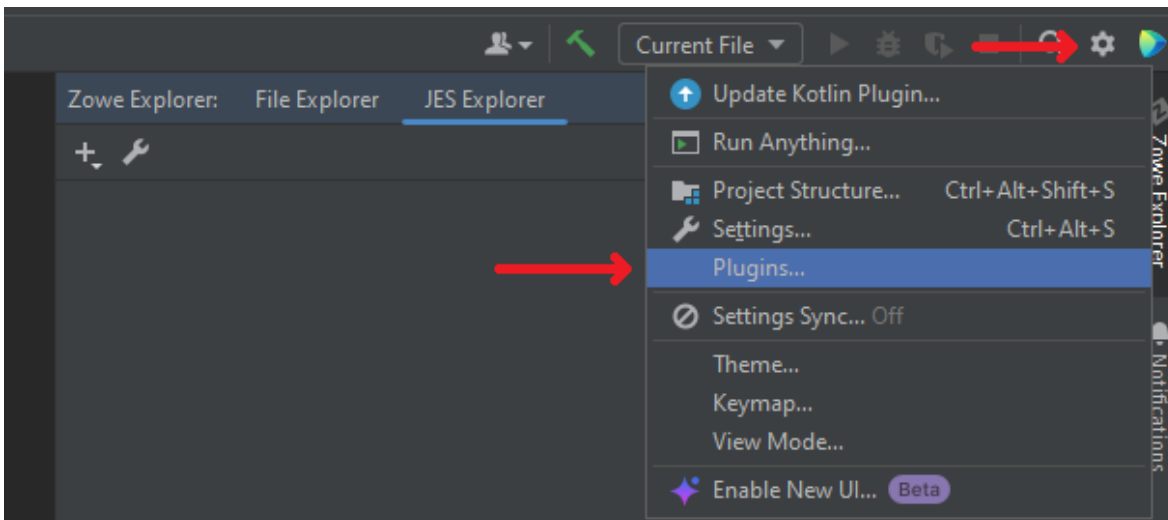 Current File
Zowe Explorer: File Explorer JES Explorer
Update Kotlin Plugin...
Run Anything...
Project Structure... Ctrl+Alt+Shift+S
Settings... Ctrl+Alt+S
Plugins...
Settings Sync... Off
Theme...
Keymap...
View Mode...
Enable New UI... Beta
Zowe Explorer
Notifications